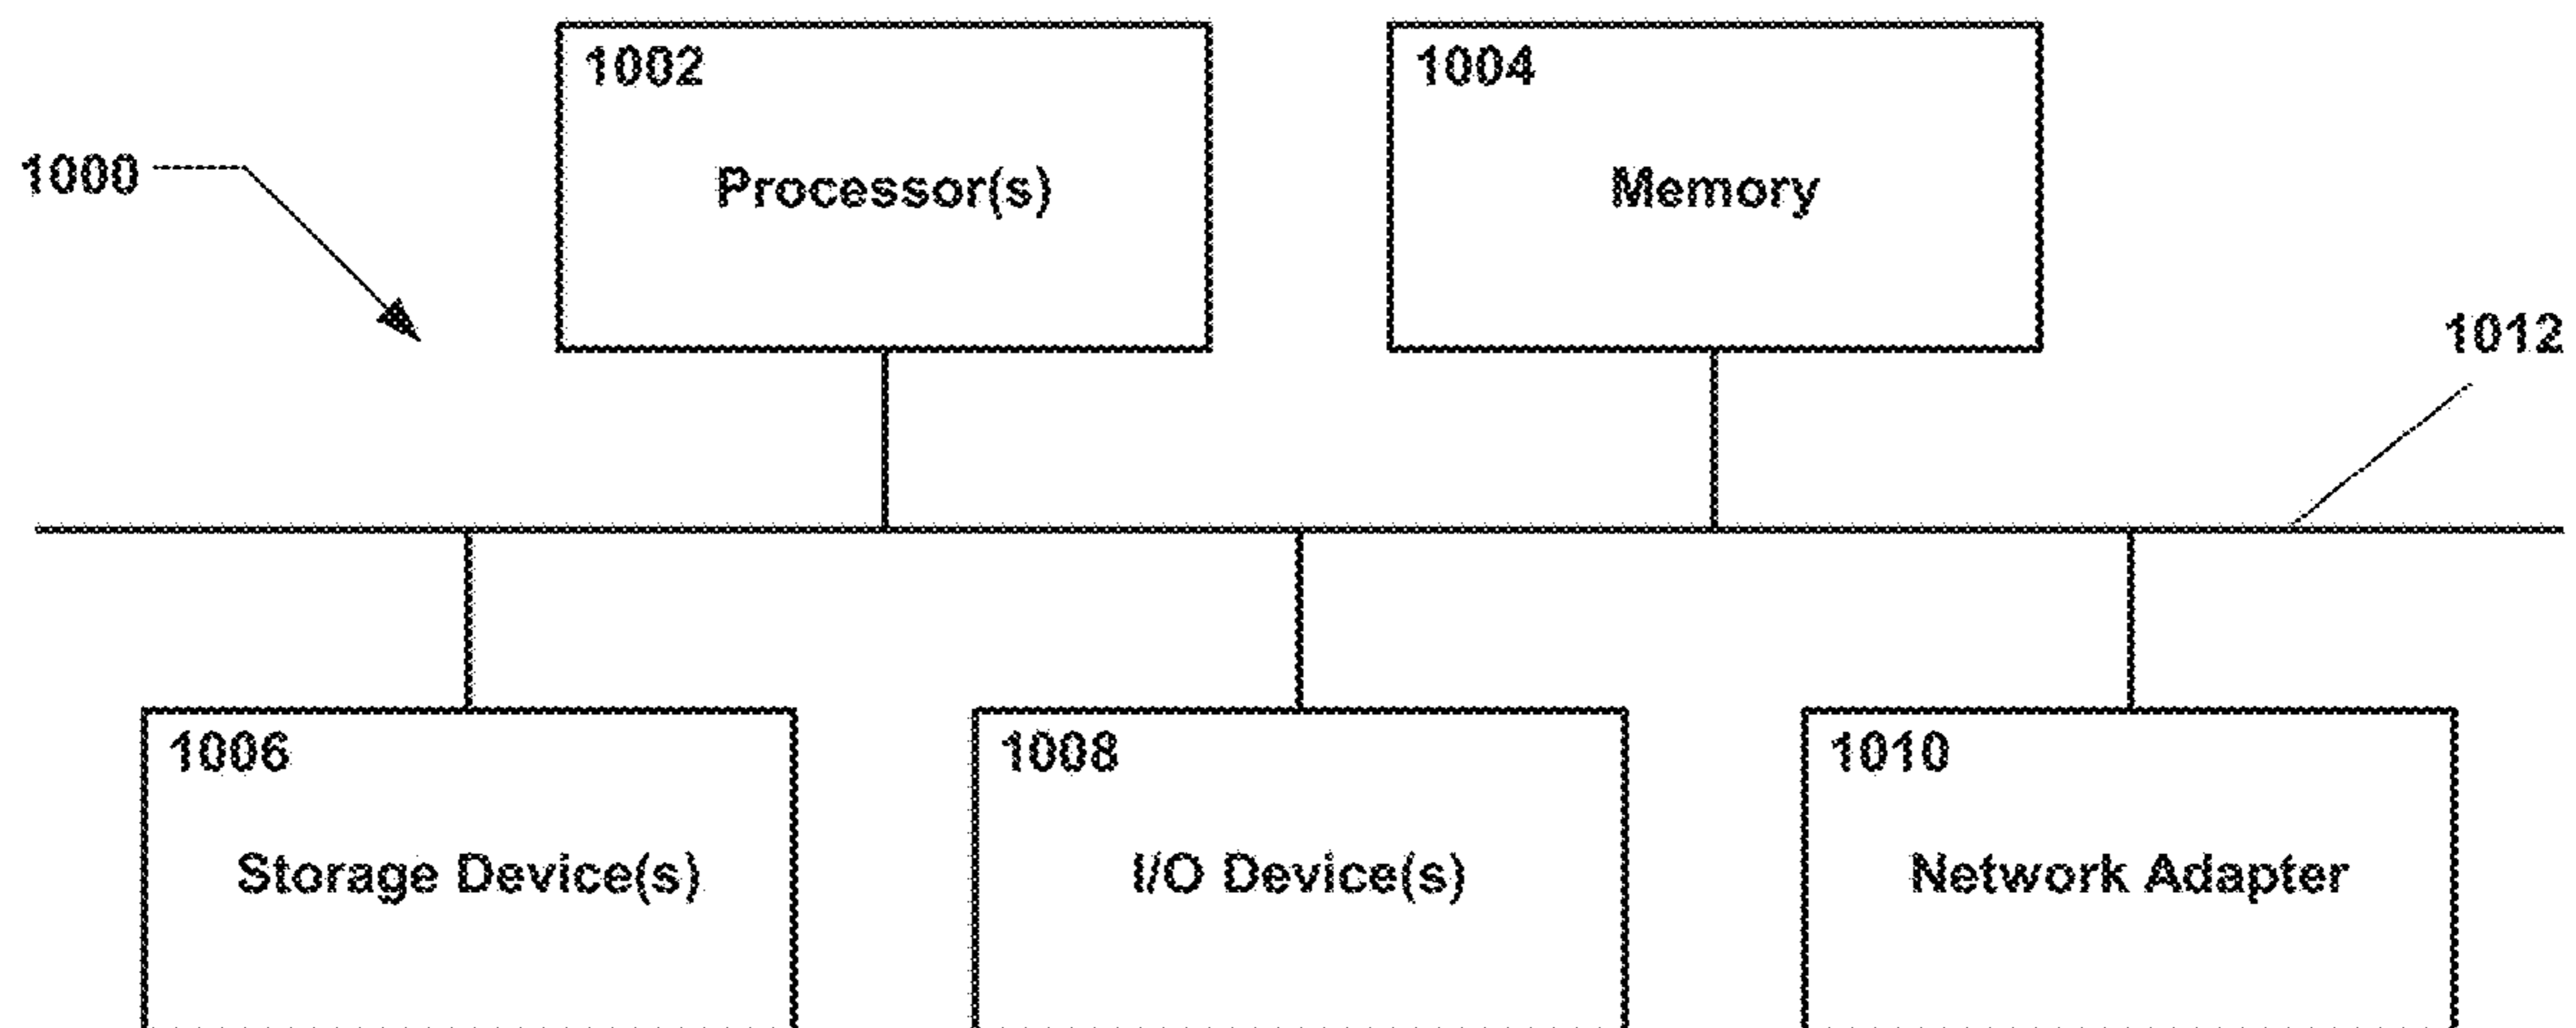 1002
1004
1000
Processor(s)
Memory
1012
1006
1008
1010
Storage Device(s)
I/O Device(s)
Network Adapter